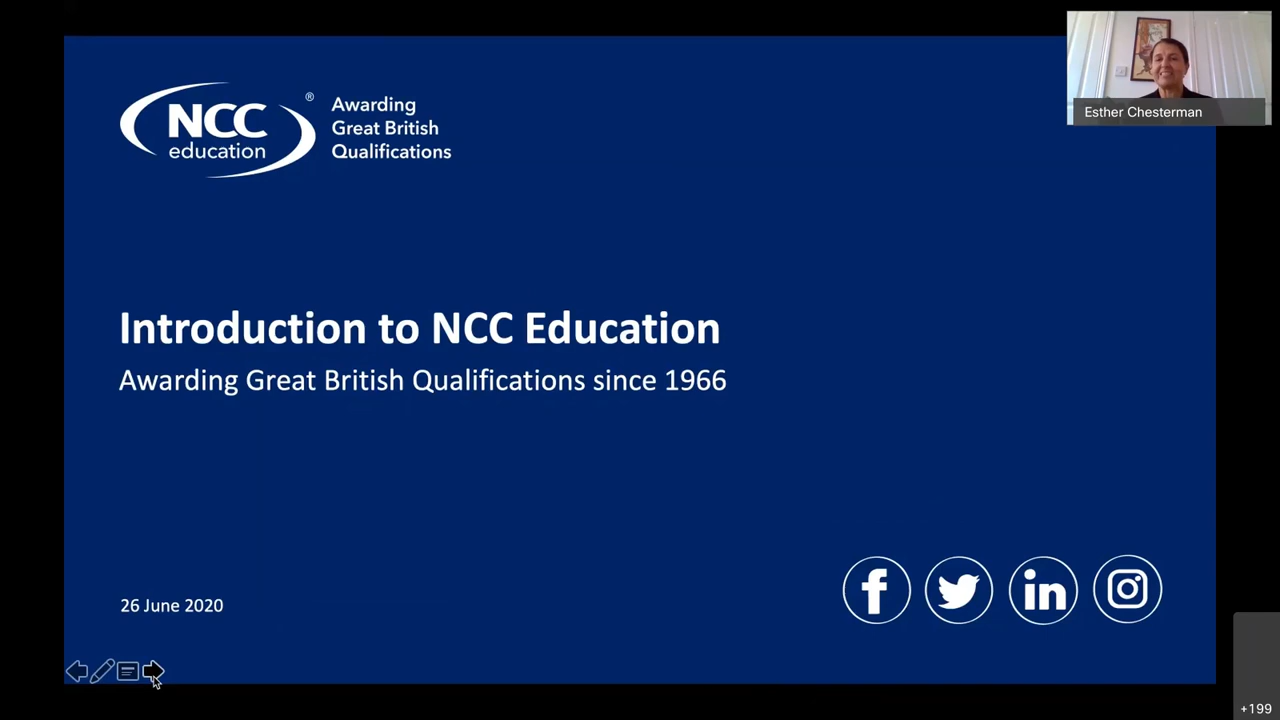 NCC
education
®
Awarding
Great British
Qualifications
Esther Chesterman
Introduction to NCC Education
Awarding Great British Qualifications since 1966
26 June 2020
+199